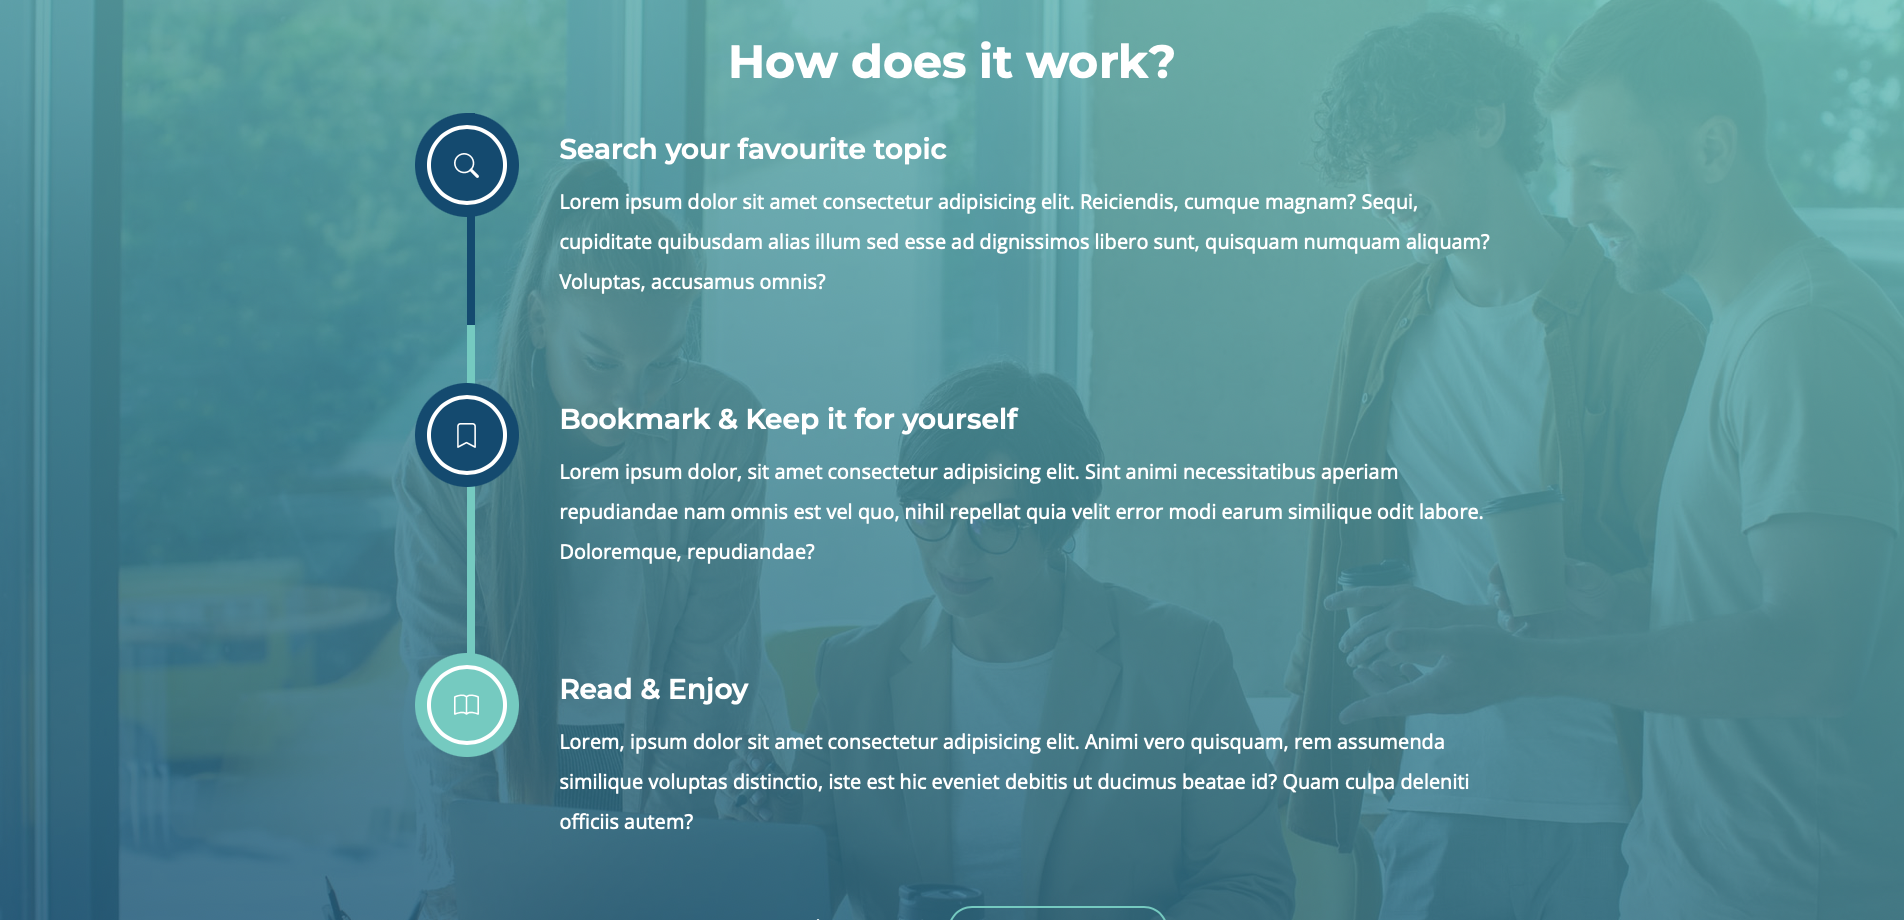 How does it work?
Search your favourite topic
Lorem ipsum dolor sit amet consectetur adipisicing elit. Reiciendis, cumque magnam? Sequi,
cupiditate quibusdam alias illum sed esse ad dignissimos libero sunt, quisquam numquam aliquam?
Voluptas, accusamus omnis?
Bookmark & Keep it for yourself
Lorem ipsum dolor, sit amet consectetur adipisicing elit. Sint animi necessitatibus aperiam
repudiandae nam omnis est vel quo, nihil repellat quia velit error modi earum similique odit labore.
Doloremque, repudiandae?
Read & Enjoy
Lorem, ipsum dolor sit amet consectetur adipisicing elit. Animi vero quisquam, rem assumenda
similique voluptas distinctio, iste est hic eveniet debitis ut ducimus beatae id? Quam culpa deleniti
officiis autem?